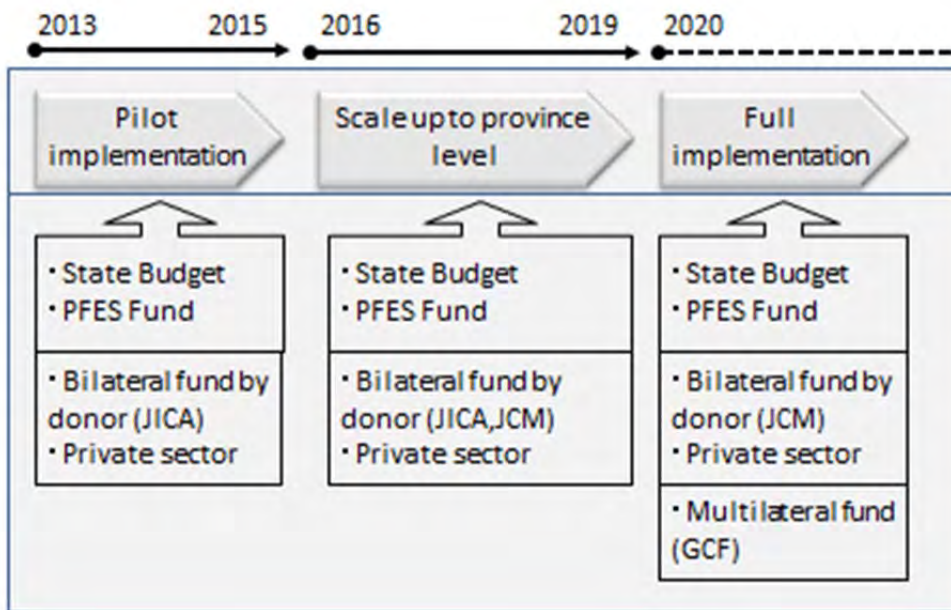 2013 2015 2016 2019 2020
Pilot
implementation
Scale up to province
level
Full
implementation
· State Budget
· PFES Fund
· Bilateral fund by
donor (JICA)
· Private sector
· State Budget
· PFES Fund
· Bilateral fund by
donor (JICA,JCM)
· Private sector
· State Budget
· PFES Fund
· Bilateral fund by
donor (JCM)
· Private sector
· Multilateral fund
(GCF)